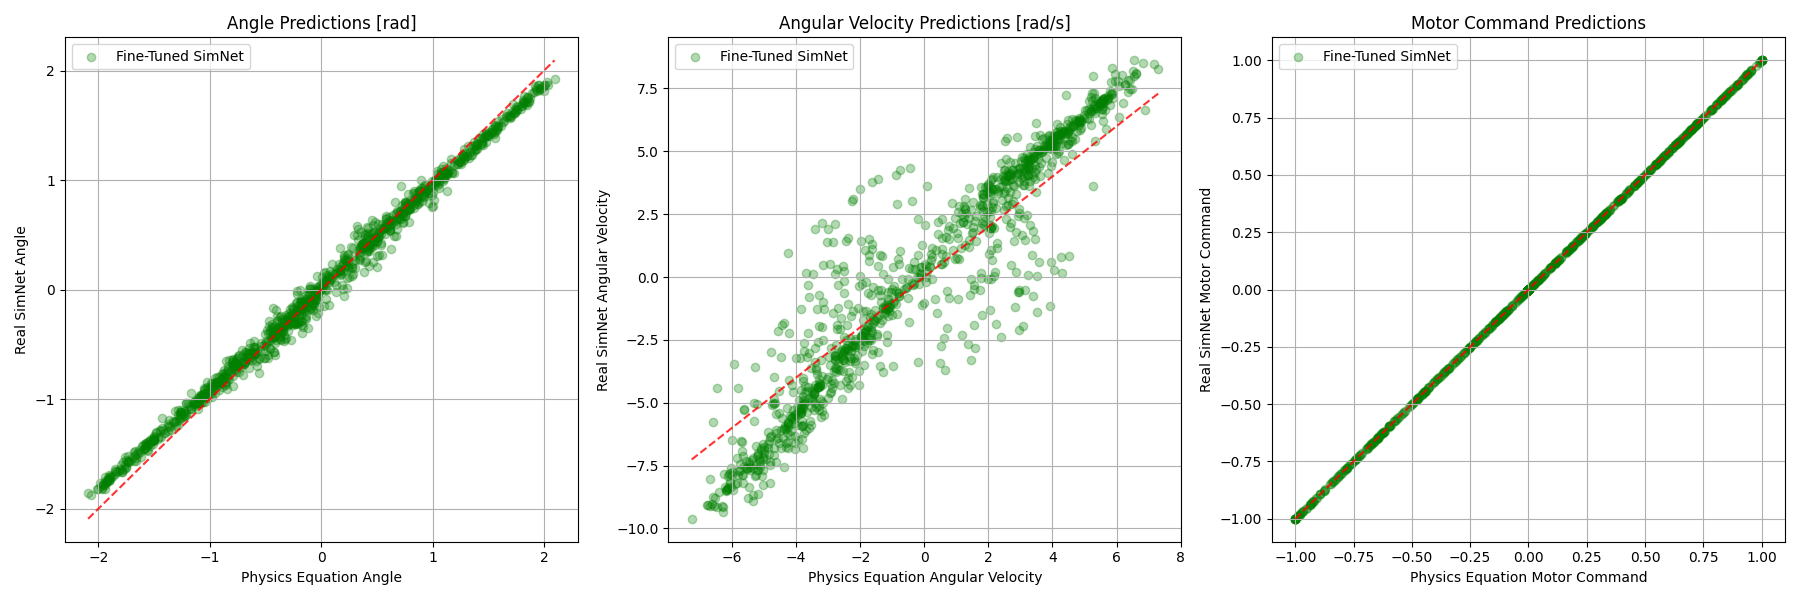 Angle Predictions [rad]
Fine-Tuned SimNet
2
1
0
−1
−2
Real SimNet Angle
−2 −1 0 1 2
Physics Equation Angle
Angular Velocity Predictions [rad/s]
Fine-Tuned SimNet
7.5
5.0
2.5
0.0
−2.5
−5.0
−7.5
−10.0
Real SimNet Angular Velocity
−6 −4 −2 0 2 4 6 8
Physics Equation Angular Velocity
Motor Command Predictions
Fine-Tuned SimNet
1.00
0.75
0.50
0.25
0.00
−0.25
−0.50
−0.75
−1.00
Real SimNet Motor Command
−1.00 −0.75 −0.50 −0.25 0.00 0.25 0.50 0.75 1.00
Physics Equation Motor Command